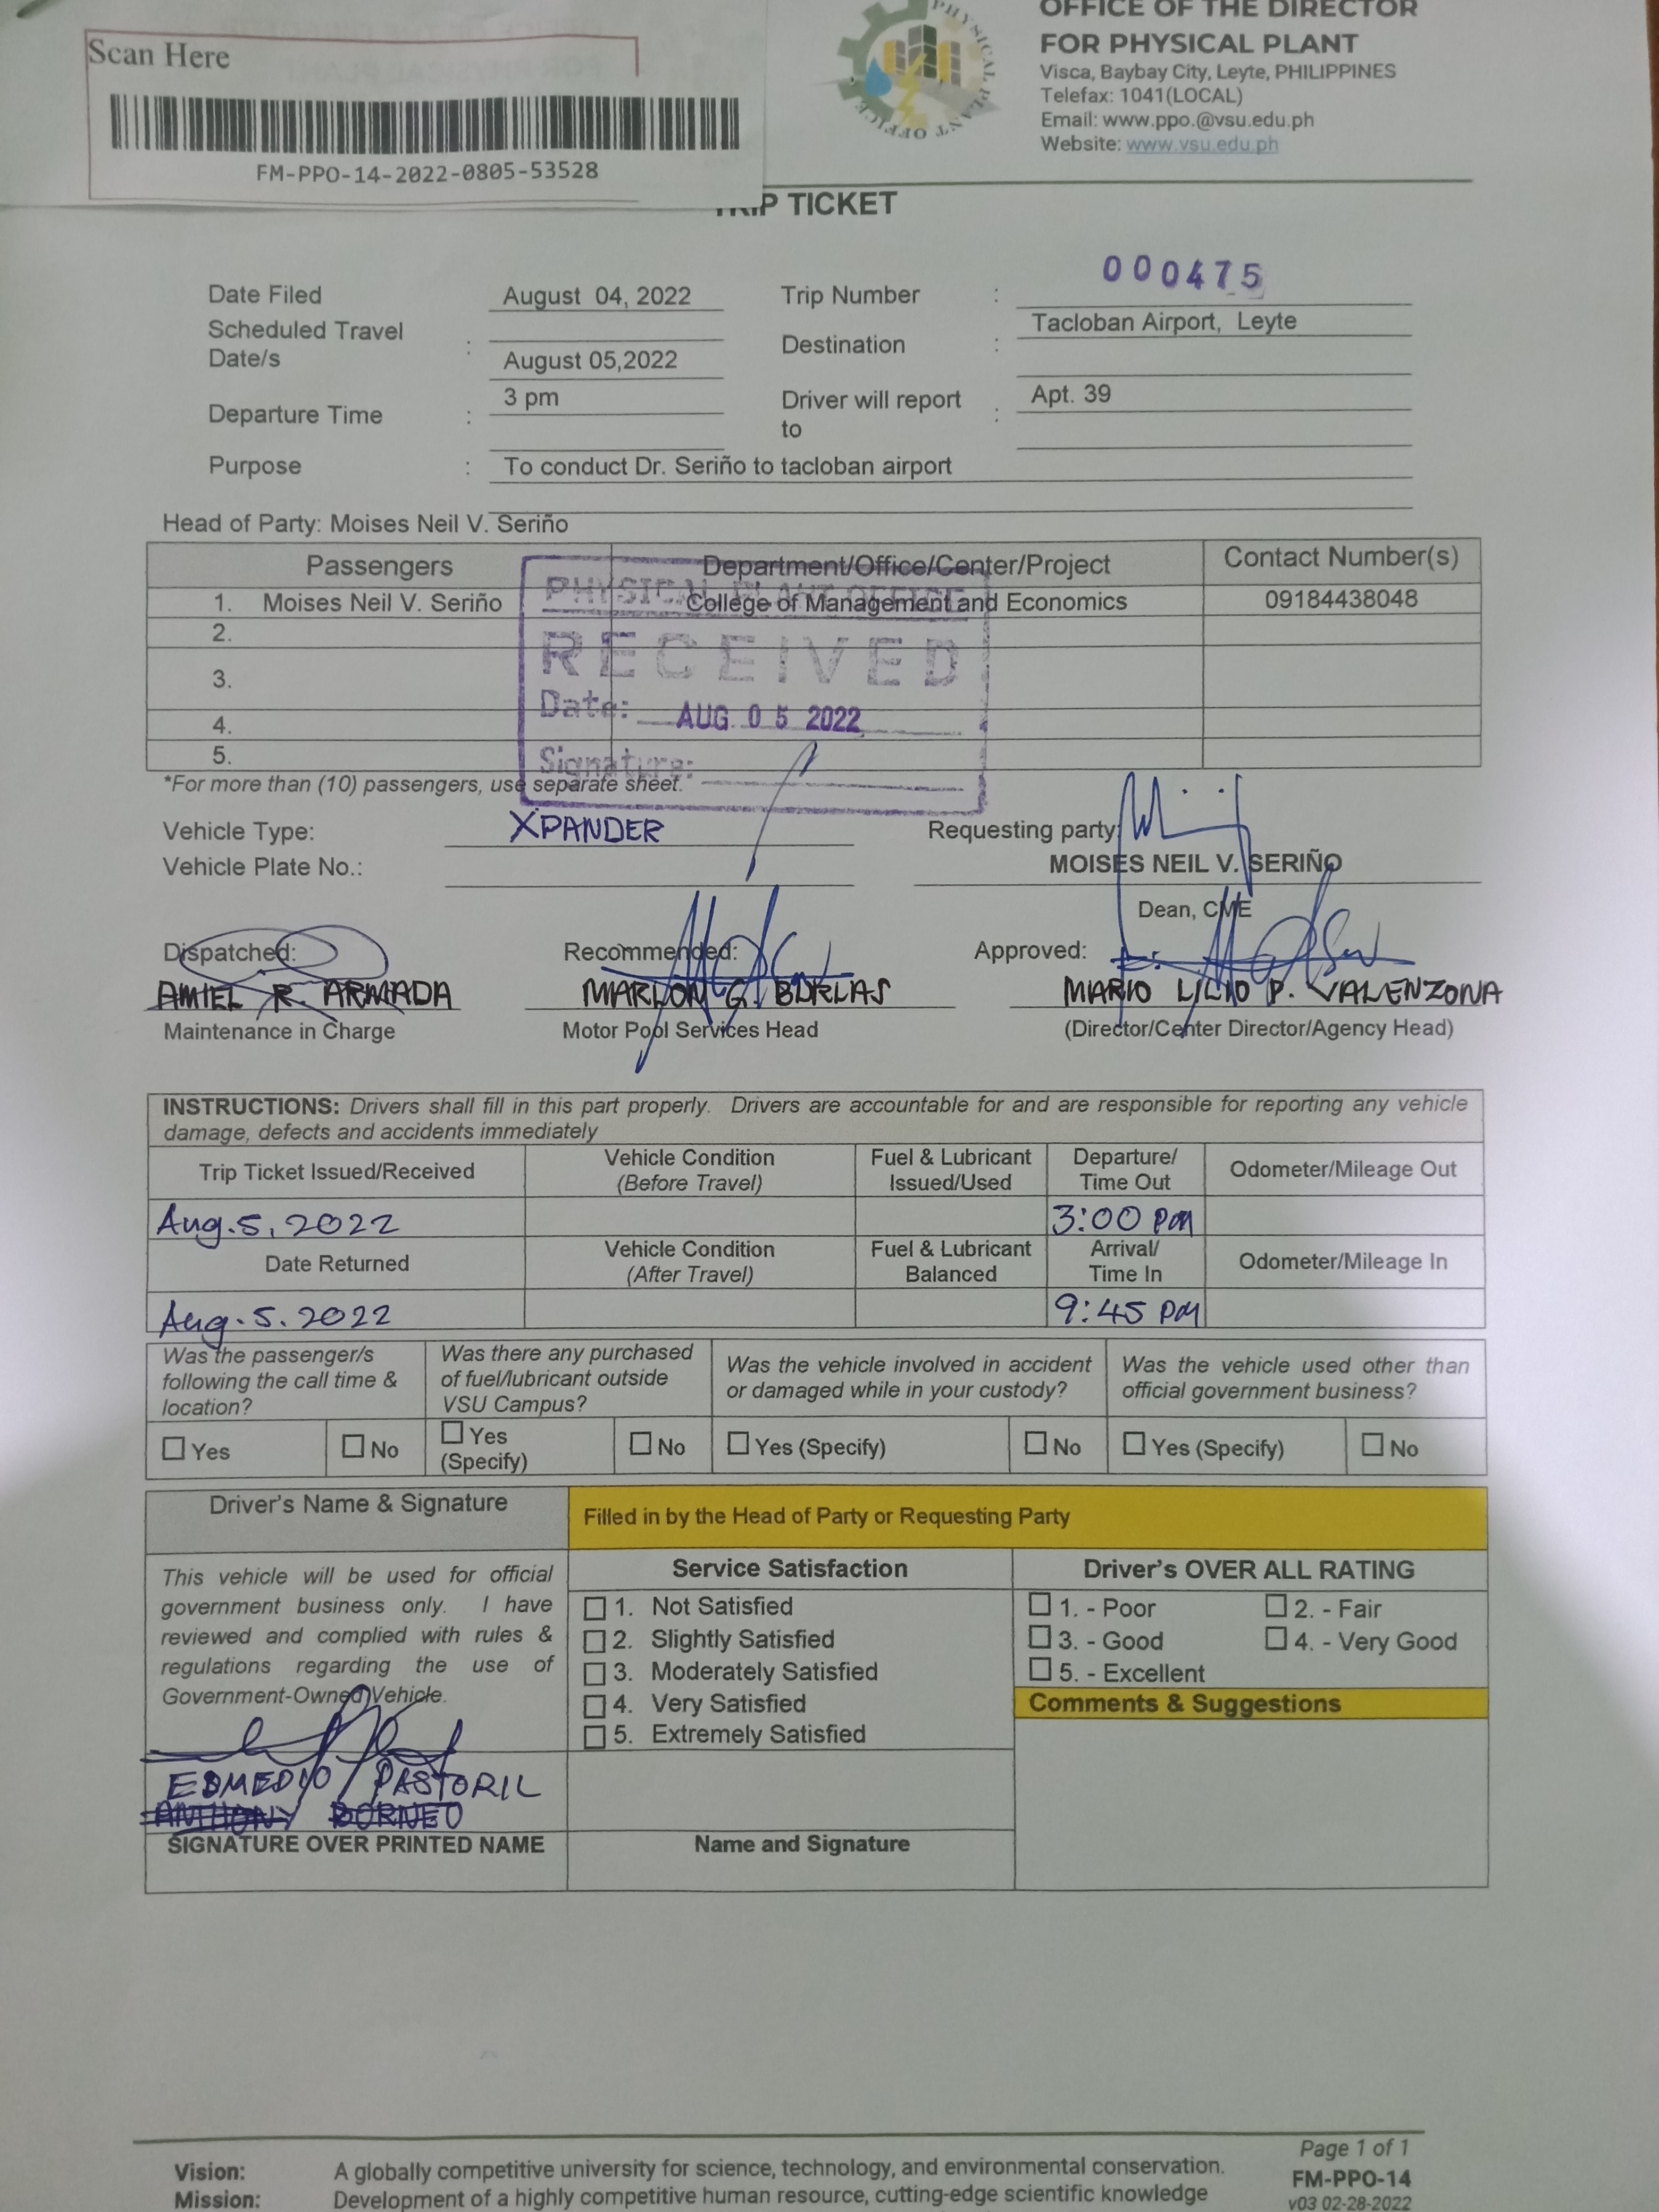 Scan Here
FM-PPO-14-2022-0805-53528
PHYSICAL PLANT OFFICE
OFFICE OF THE DIRECTOR
FOR PHYSICAL PLANT
Visca, Baybay City, Leyte, PHILIPPINES
Telefax: 1041(LOCAL)
Email: www.ppo.@vsu.edu.ph
Website: www.vsu.edu.ph
TRIP TICKET
000475
Date Filed August 04, 2022 Trip Number :
Scheduled Travel Date/s : August 05,2022 Destination : Tacloban Airport, Leyte
Departure Time : 3 pm Driver will report to : Apt. 39
Purpose : To conduct Dr. Seriño to tacloban airport
Head of Party: Moises Neil V. Seriño
Passengers Department/Office/Center/Project Contact Number(s)
1. Moises Neil V. Seriño College of Management and Economics 09184438048
2.
3.
4.
5.
PHYSICAL PLANT OFFICE
RECEIVED
Date: AUG. 05 2022
Signature:
*For more than (10) passengers, use separate sheet.
Vehicle Type: XPANDER Requesting party:
Vehicle Plate No.: MOISES NEIL V. SERIÑO
Dean, CME
Dispatched: Recommended: Approved:
AMIEL R. ARMADA MARLON G. BURLAS MARIO LILIO P. VALENZONA
Maintenance in Charge Motor Pool Services Head (Director/Center Director/Agency Head)
INSTRUCTIONS: Drivers shall fill in this part properly. Drivers are accountable for and are responsible for reporting any vehicle
damage, defects and accidents immediately
Trip Ticket Issued/Received Vehicle Condition (Before Travel) Fuel & Lubricant Issued/Used Departure/ Time Out Odometer/Mileage Out
Aug. 5, 2022 3:00 PM
Date Returned Vehicle Condition (After Travel) Fuel & Lubricant Balanced Arrival/ Time In Odometer/Mileage In
Aug. 5. 2022 9:45 PM
Was the passenger/s following the call time & location? Was there any purchased of fuel/lubricant outside VSU Campus? Was the vehicle involved in accident or damaged while in your custody? Was the vehicle used other than official government business?
Yes No Yes (Specify) No Yes (Specify) No Yes (Specify) No
Driver's Name & Signature Filled in by the Head of Party or Requesting Party
This vehicle will be used for official
government business only. I have
reviewed and complied with rules &
regulations regarding the use of
Government-Owned Vehicle.
EDMEDIO PASTORIL
ANTHONY BORNEO
SIGNATURE OVER PRINTED NAME
Service Satisfaction
1. Not Satisfied
2. Slightly Satisfied
3. Moderately Satisfied
4. Very Satisfied
5. Extremely Satisfied
Name and Signature
Driver's OVER ALL RATING
1. - Poor 2. - Fair
3. - Good 4. - Very Good
5. - Excellent
Comments & Suggestions
Page 1 of 1
Vision: A globally competitive university for science, technology, and environmental conservation.
FM-PPO-14
Mission: Development of a highly competitive human resource, cutting-edge scientific knowledge
v03 02-28-2022